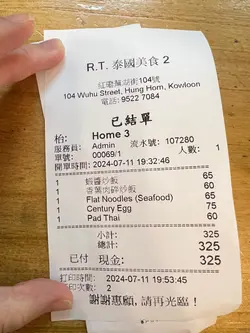 R.T. 泰國美食 2
紅磡蕪湖街104號
104 Wuhu Street, Hung Hom, Kowloon
電話: 9522 7084
已結單
枱: Home 3
服務員: Admin 流水號: 107280
單號: 00069/1 人數: 1
開單時間: 2024-07-11 19:32:46
1 蝦醬炒飯 65
1 香葉肉碎炒飯 60
1 Flat Noodles (Seafood) 65
1 Century Egg 75
1 Pad Thai 60
小計: 325
總計: 325
已付 現金: 325
打印時間: 2024-07-11 19:53:45
打印次數: 2
惠顧, 請再光臨!